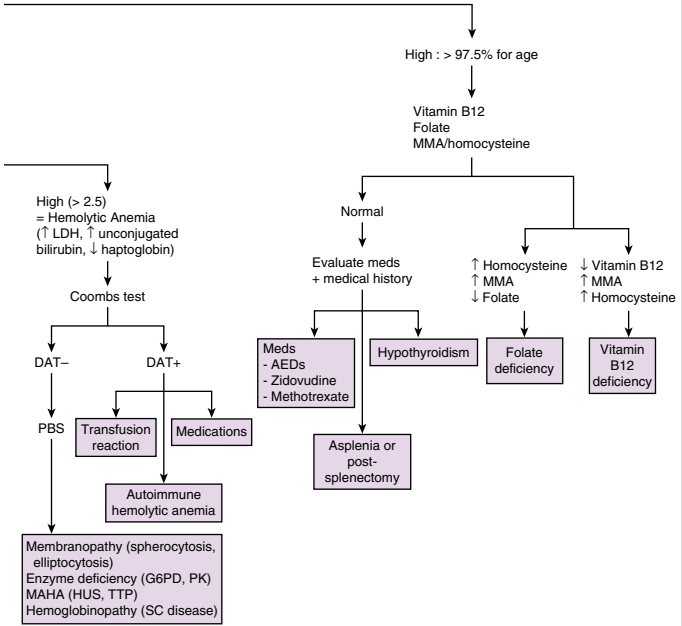 High : > 97.5% for age
Vitamin B12
Folate
MMA/homocysteine
High (> 2.5)
= Hemolytic Anemia
(↑ LDH, ↑ unconjugated
bilirubin, ↓ haptoglobin)
Coombs test
DAT–
DAT+
PBS
Transfusion
reaction
Medications
Autoimmune
hemolytic anemia
Membranopathy (spherocytosis,
elliptocytosis)
Enzyme deficiency (G6PD, PK)
MAHA (HUS, TTP)
Hemoglobinopathy (SC disease)
Normal
Evaluate meds
+ medical history
Meds
- AEDs
- Zidovudine
- Methotrexate
Hypothyroidism
Asplenia or
post-
splenectomy
↑ Homocysteine
↑ MMA
↓ Folate
Folate
deficiency
↓ Vitamin B12
↑ MMA
↑ Homocysteine
Vitamin
B12
deficiency